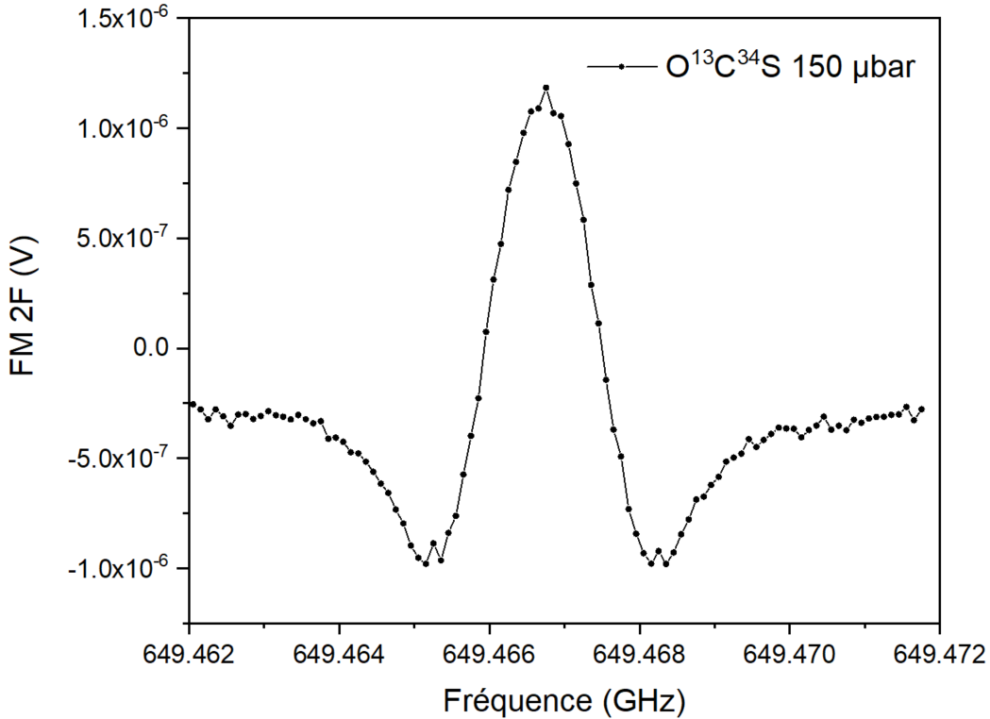 1.5x10⁻⁶
O¹³C³⁴S 150 µbar
1.0x10⁻⁶
5.0x10⁻⁷
0.0
-5.0x10⁻⁷
-1.0x10⁻⁶
FM 2F (V)
649.462 649.464 649.466 649.468 649.470 649.472
Fréquence (GHz)